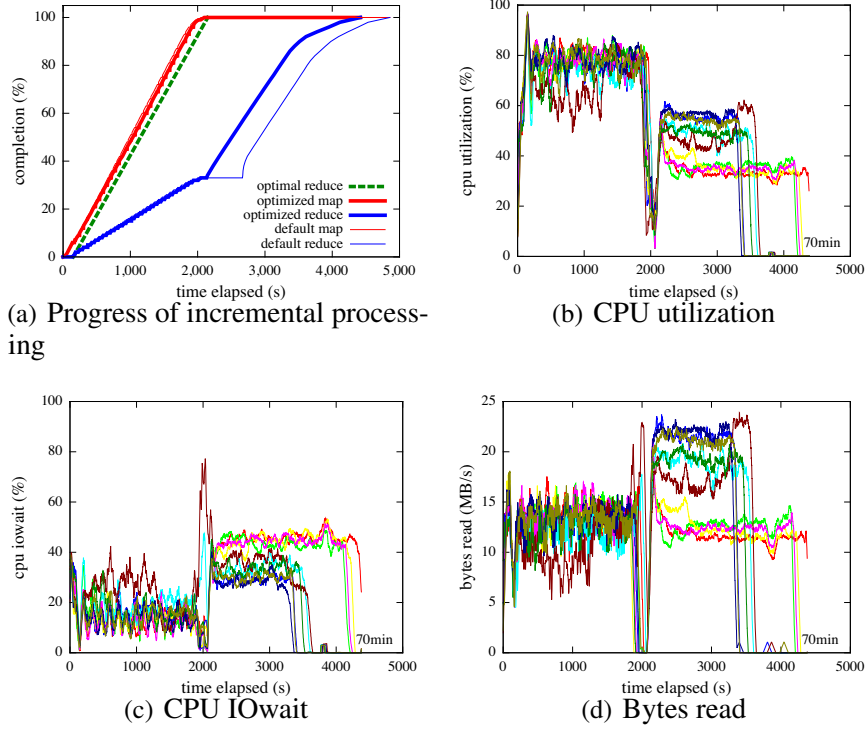 100
80
60
40
20
0
completion (%)
optimal reduce
optimized map
optimized reduce
default map
default reduce
0
1,000
2,000
3,000
4,000
5,000
time elapsed (s)
(a) Progress of incremental process-
ing
100
80
60
40
20
0
cpu utilization (%)
70min
0
1000
2000
3000
4000
5000
time elapsed (s)
(b) CPU utilization
100
80
60
40
20
0
cpu iowait (%)
70min
0
1000
2000
3000
4000
5000
time elapsed (s)
(c) CPU IOwait
25
20
15
10
5
0
bytes read (MB/s)
70min
0
1000
2000
3000
4000
5000
time elapsed (s)
(d) Bytes read